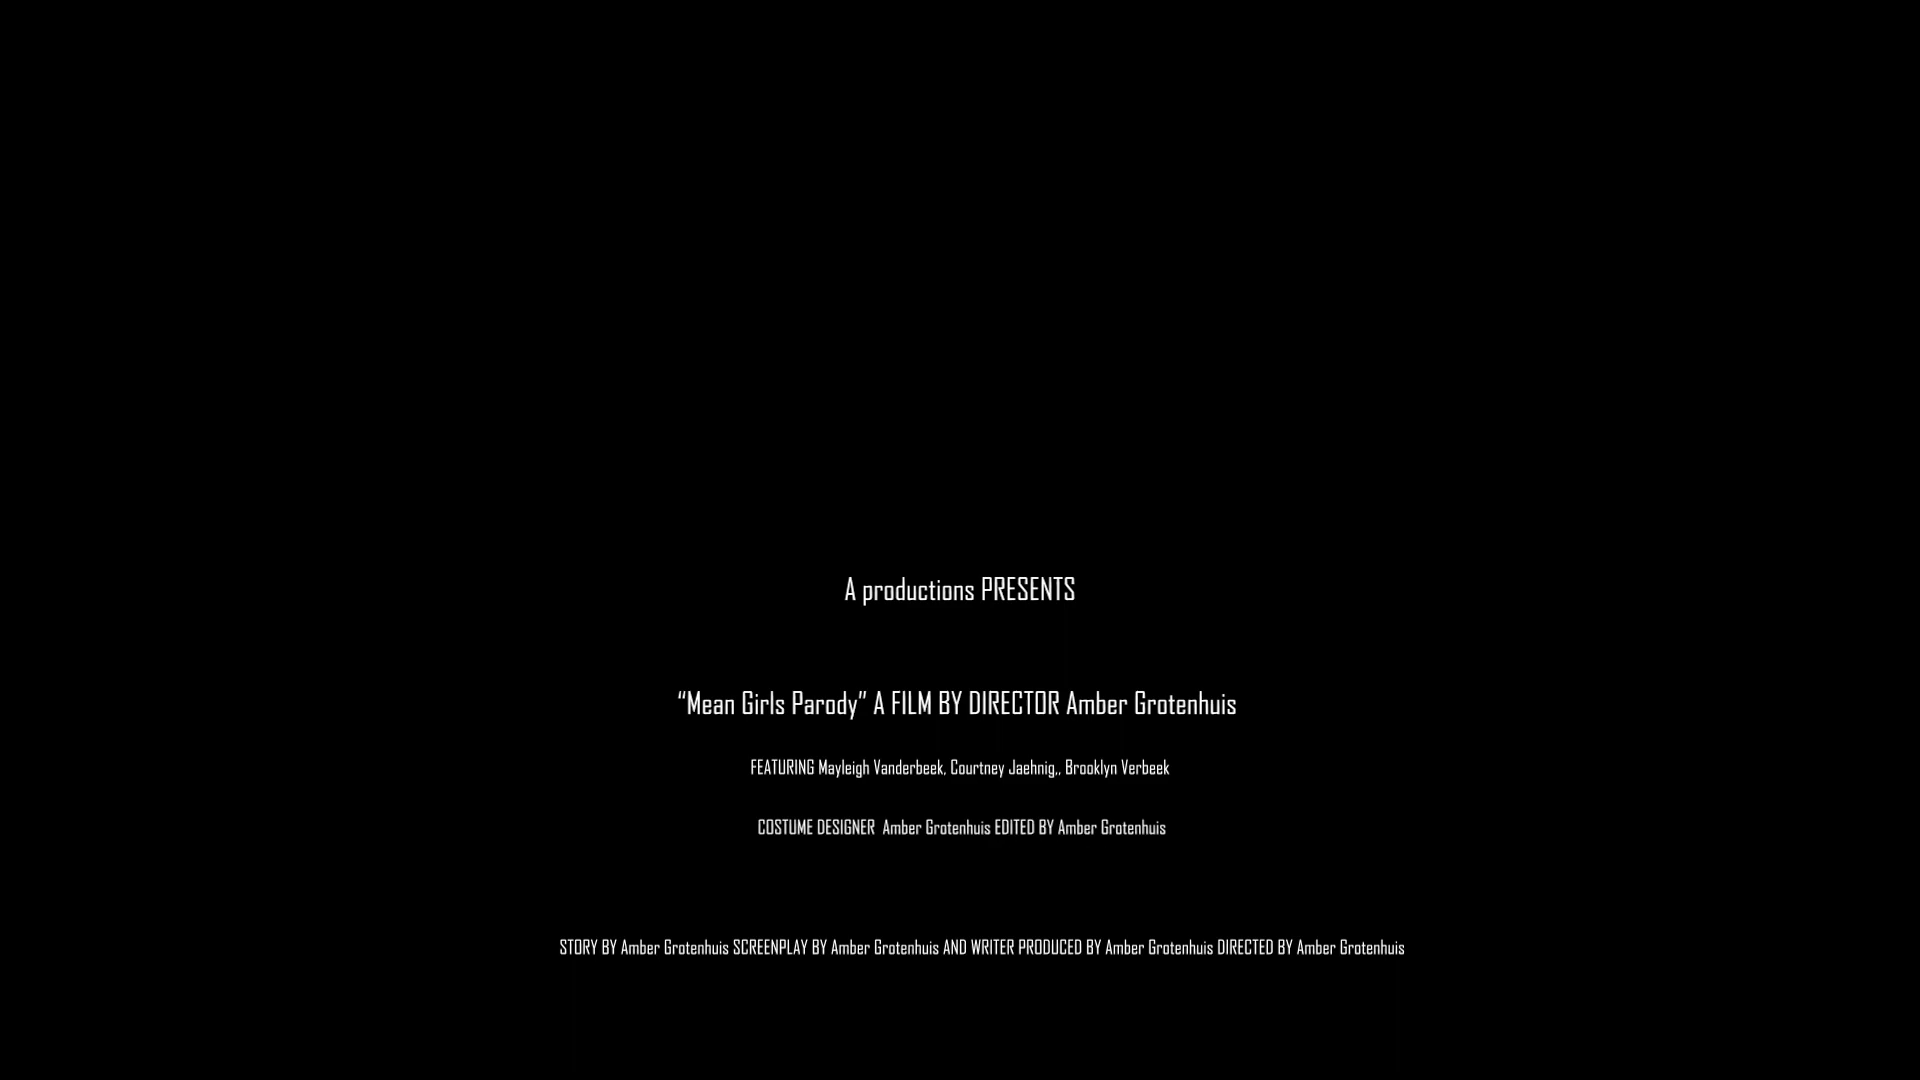 A productions PRESENTS
“Mean Girls Parody” A FILM BY DIRECTOR Amber Grotenhuis
FEATURING Mayleigh Vanderbeek, Courtney Jaehnig,, Brooklyn Verbeek
COSTUME DESIGNER  Amber Grotenhuis EDITED BY Amber Grotenhuis
STORY BY Amber Grotenhuis SCREENPLAY BY Amber Grotenhuis AND WRITER PRODUCED BY Amber Grotenhuis DIRECTED BY Amber Grotenhuis